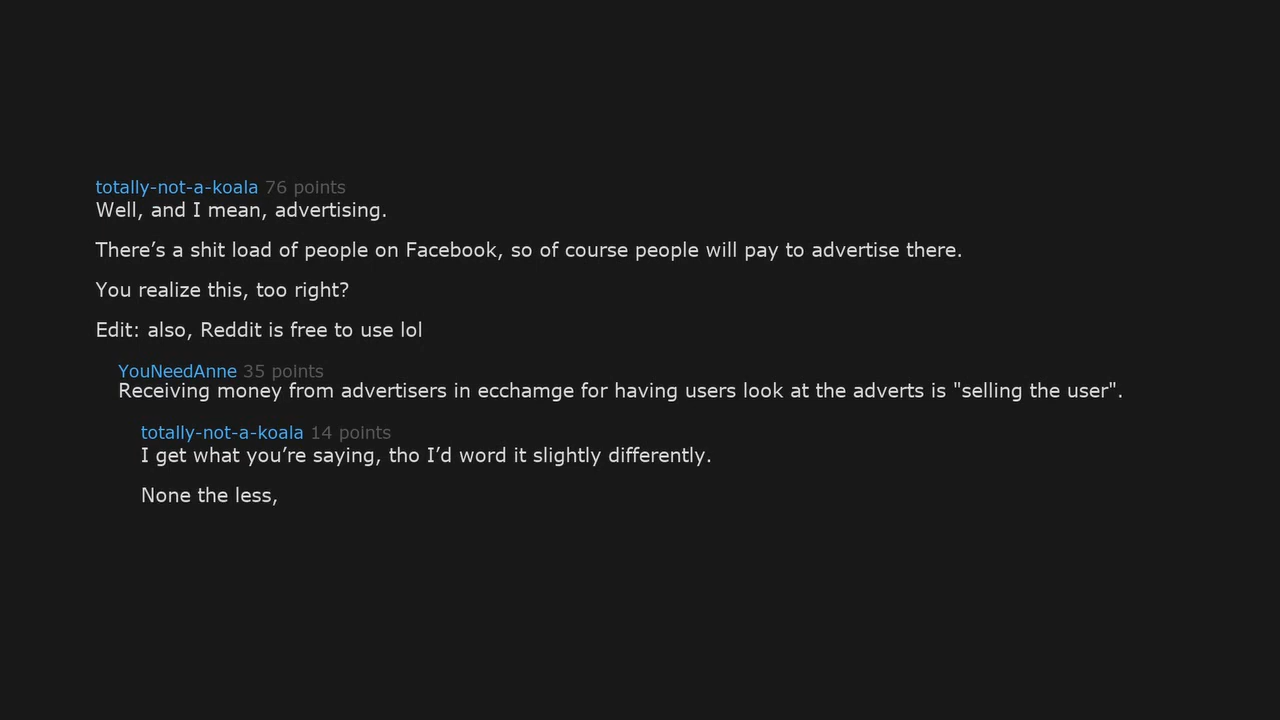 totally-not-a-koala 76 points
Well, and I mean, advertising.
There’s a shit load of people on Facebook, so of course people will pay to advertise there.
You realize this, too right?
Edit: also, Reddit is free to use lol
YouNeedAnne 35 points
Receiving money from advertisers in ecchamge for having users look at the adverts is "selling the user".
totally-not-a-koala 14 points
I get what you’re saying, tho I’d word it slightly differently.
None the less,